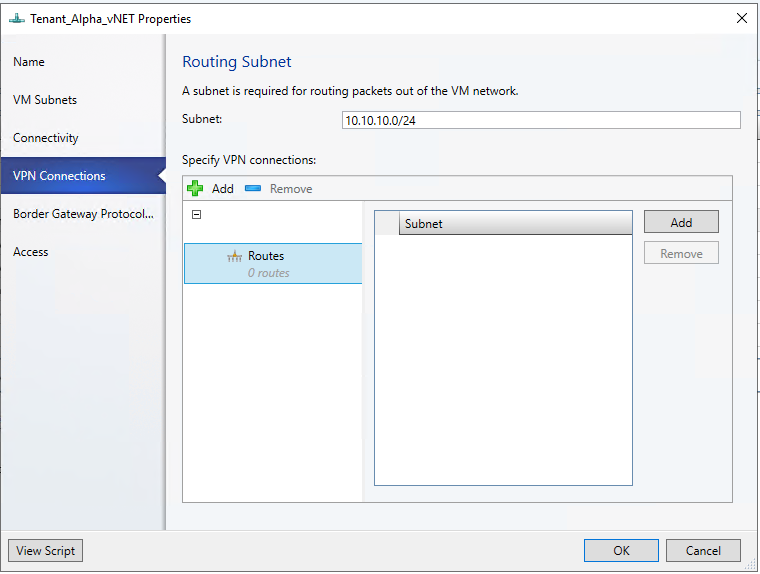 Tenant_Alpha_vNET Properties
Name
VM Subnets
Connectivity
VPN Connections
Border Gateway Protocol...
Access
Routing Subnet
A subnet is required for routing packets out of the VM network.
Subnet:
10.10.10.0/24
Specify VPN connections:
Add
Remove
Routes
0 routes
Subnet
Add
Remove
View Script
OK
Cancel